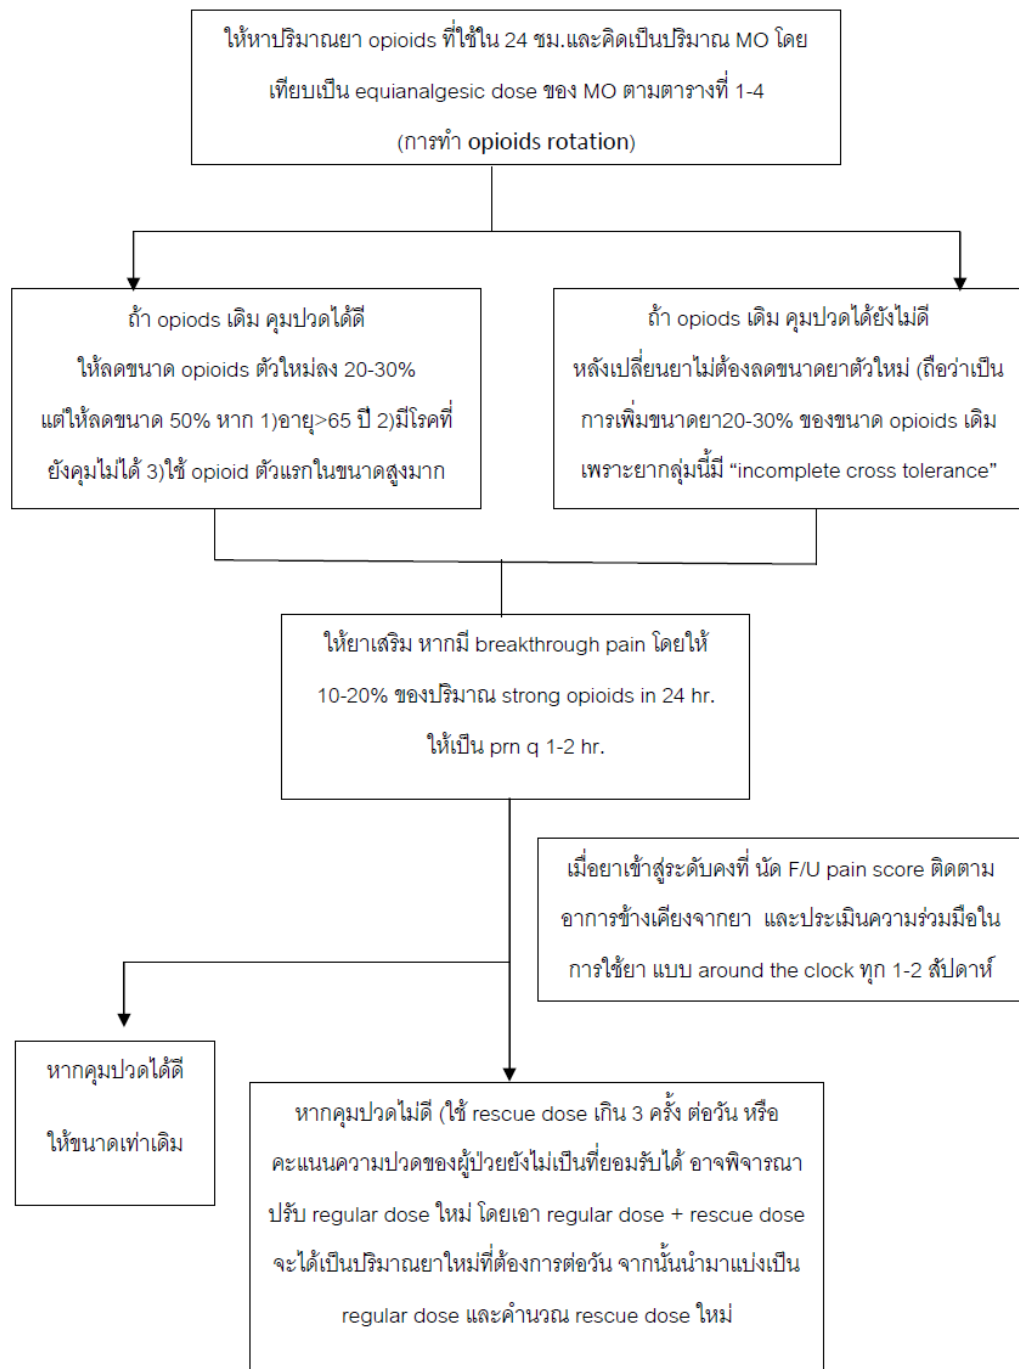 ให้หาปริมาณยา opioids ที่ใช้ใน 24 ชม.และคิดเป็นปริมาณ MO โดย
เทียบเป็น equianalgesic dose ของ MO ตามตารางที่ 1-4
(การทำ opioids rotation)
ถ้า opiods เดิม คุมปวดได้ดี
ให้ลดขนาด opioids ตัวใหม่ลง 20-30%
แต่ให้ลดขนาด 50% หาก 1)อายุ>65 ปี 2)มีโรคที่
ยังคุมไม่ได้ 3)ใช้ opioid ตัวแรกในขนาดสูงมาก
ถ้า opiods เดิม คุมปวดได้ยังไม่ดี
หลังเปลี่ยนยาไม่ต้องลดขนาดยาตัวใหม่ (ถือว่าเป็น
การเพิ่มขนาดยา20-30% ของขนาด opioids เดิม
เพราะยากลุ่มนี้มี “incomplete cross tolerance”
ให้ยาเสริม หากมี breakthrough pain โดยให้
10-20% ของปริมาณ strong opioids in 24 hr.
ให้เป็น prn q 1-2 hr.
เมื่อยาเข้าสู่ระดับคงที่ นัด F/U pain score ติดตาม
อาการข้างเคียงจากยา และประเมินความร่วมมือใน
การใช้ยา แบบ around the clock ทุก 1-2 สัปดาห์
หากคุมปวดได้ดี
ให้ขนาดเท่าเดิม
หากคุมปวดไม่ดี (ใช้ rescue dose เกิน 3 ครั้ง ต่อวัน หรือ
คะแนนความปวดของผู้ป่วยยังไม่เป็นที่ยอมรับได้ อาจพิจารณา
ปรับ regular dose ใหม่ โดยเอา regular dose + rescue dose
จะได้เป็นปริมาณยาใหม่ที่ต้องการต่อวัน จากนั้นนำมาแบ่งเป็น
regular dose และคำนวณ rescue dose ใหม่